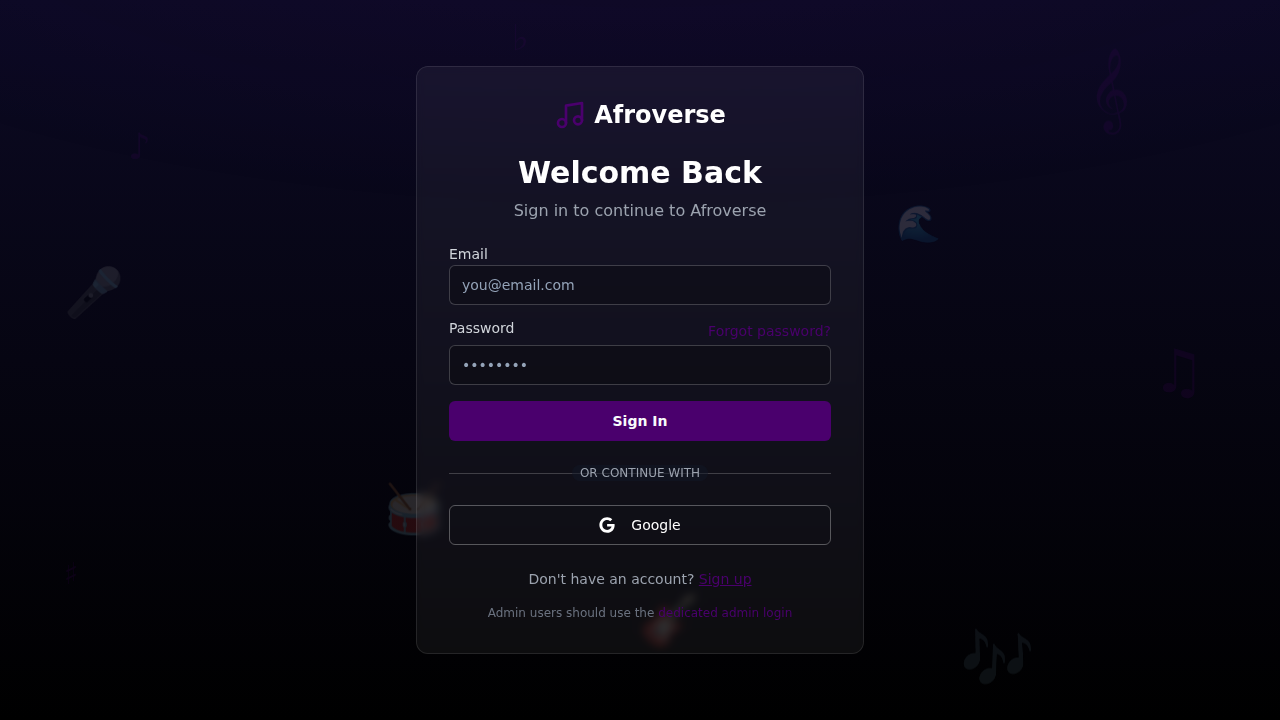 Afroverse
Welcome Back
Sign in to continue to Afroverse
Email
you@email.com
Password
Forgot password?
••••••••
Sign In
OR CONTINUE WITH
Google
Don't have an account? Sign up
Admin users should use the dedicated admin login